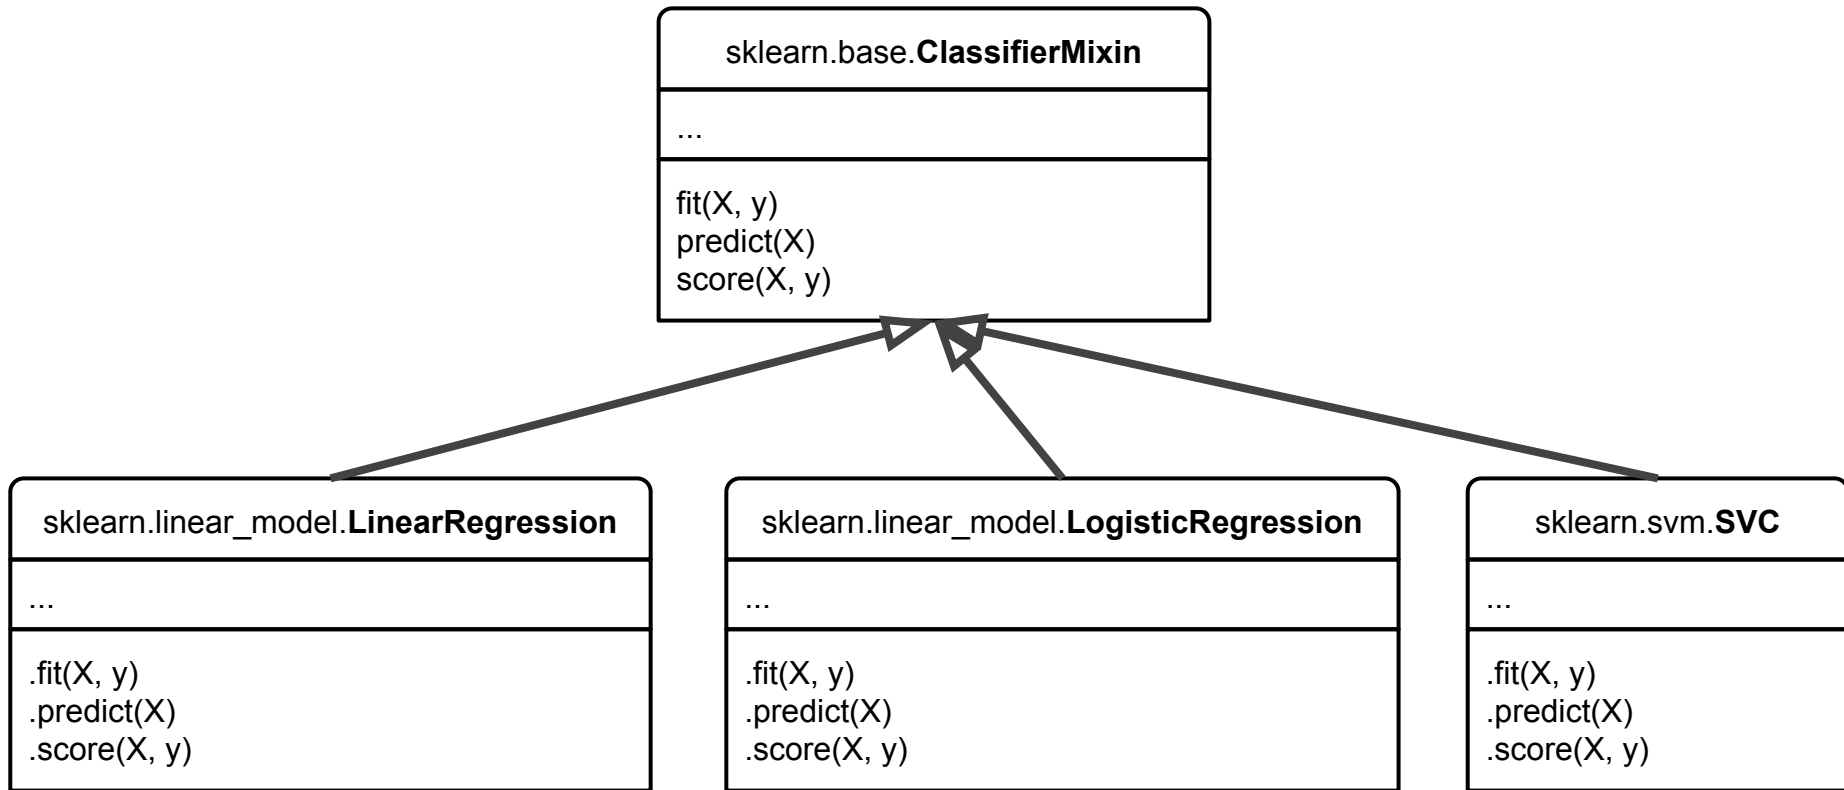 sklearn.base.ClassifierMixin
...
fit(X, y)
predict(X)
score(X, y)
sklearn.linear_model.LinearRegression
...
.fit(X, y)
.predict(X)
.score(X, y)
sklearn.linear_model.LogisticRegression
...
.fit(X, y)
.predict(X)
.score(X, y)
sklearn.svm.SVC
...
.fit(X, y)
.predict(X)
.score(X, y)